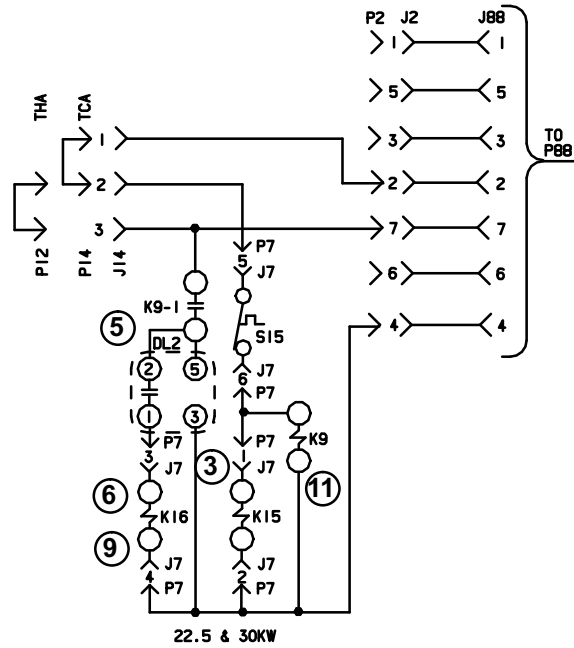 P2 J2 J88
1 1
5 5
THA TCA
3 3
TO
P88
1
2 2
2
3 7 7
P7
P12 P14 J14
5
J7
6 6
K9-1
5
S15
4 4
DL2
2 5
J7
6
P7
1 3
P7
P7
K9
3
J7
3
1
J7
11
6
K16
K15
9
J7
J7
4
P7
2
P7
22.5 & 30KW